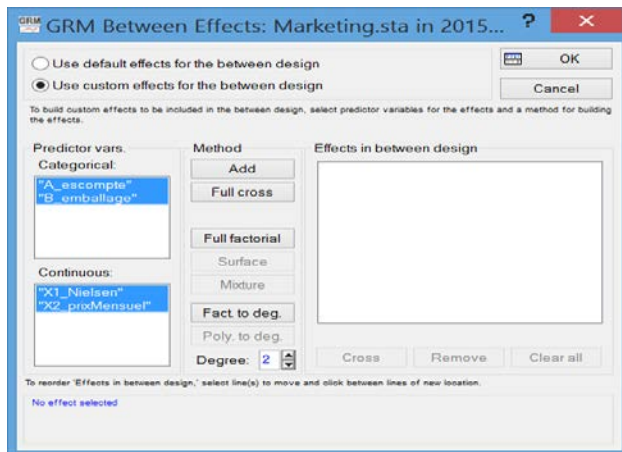 GRM Between Effects: Marketing.sta in 2015...
Use default effects for the between design
Use custom effects for the between design
OK
Cancel
To build custom effects to be included in the between design, select predictor variables for the effects and a method for building
the effects.
Predictor vars.
Categorical:
"A_escompte"
"B_emballage"
Continuous:
"X1_Nielsen"
"X2_prixMensuel"
Method
Add
Full cross
Full factorial
Surface
Mixture
Fact. to deg.
Poly. to deg.
Degree: 2
Effects in between design
Cross
Remove
Clear all
To reorder 'Effects in between design,' select line(s) to move and click between lines of new location.
No effect selected